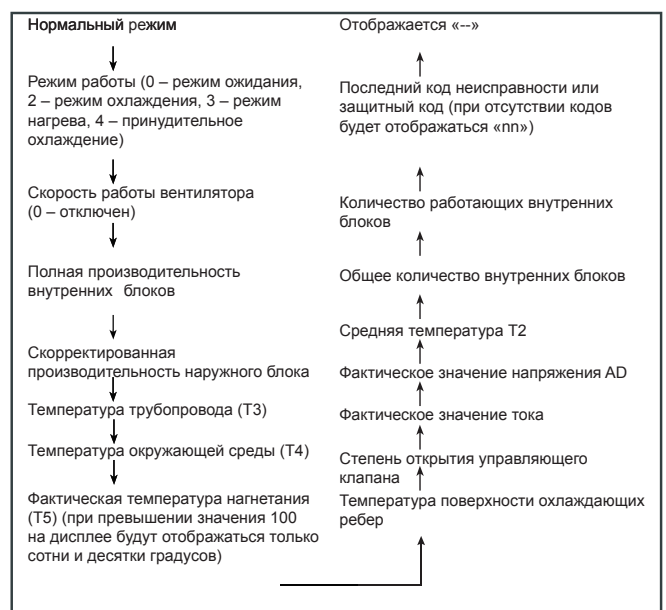 Нормальный режим
Режим работы (0 – режим ожидания,
2 – режим охлаждения, 3 – режим
нагрева, 4 – принудительное
охлаждение)
Скорость работы вентилятора
(0 – отключен)
Полная производительность
внутренних блоков
Скорректированная
производительность наружного блока
Температура трубопровода (Т3)
Температура окружающей среды (Т4)
Фактическая температура нагнетания
(Т5) (при превышении значения 100
на дисплее будут отображаться только
сотни и десятки градусов)
Температура поверхности охлаждающих
ребер
Степень открытия управляющего
клапана
Фактическое значение тока
Фактическое значение напряжения AD
Средняя температура Т2
Общее количество внутренних блоков
Количество работающих внутренних
блоков
Последний код неисправности или
защитный код (при отсутствии кодов
будет отображаться «nn»)
Отображается «--»